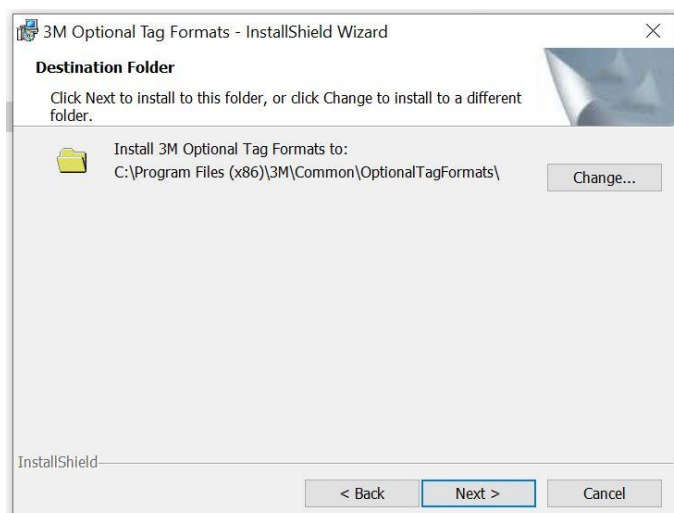 3M Optional Tag Formats - InstallShield Wizard
Destination Folder
Click Next to install to this folder, or click Change to install to a different
folder.
Install 3M Optional Tag Formats to:
C:\Program Files (x86)\3M\Common\OptionalTagFormats\
Change...
InstallShield
< Back
Next >
Cancel